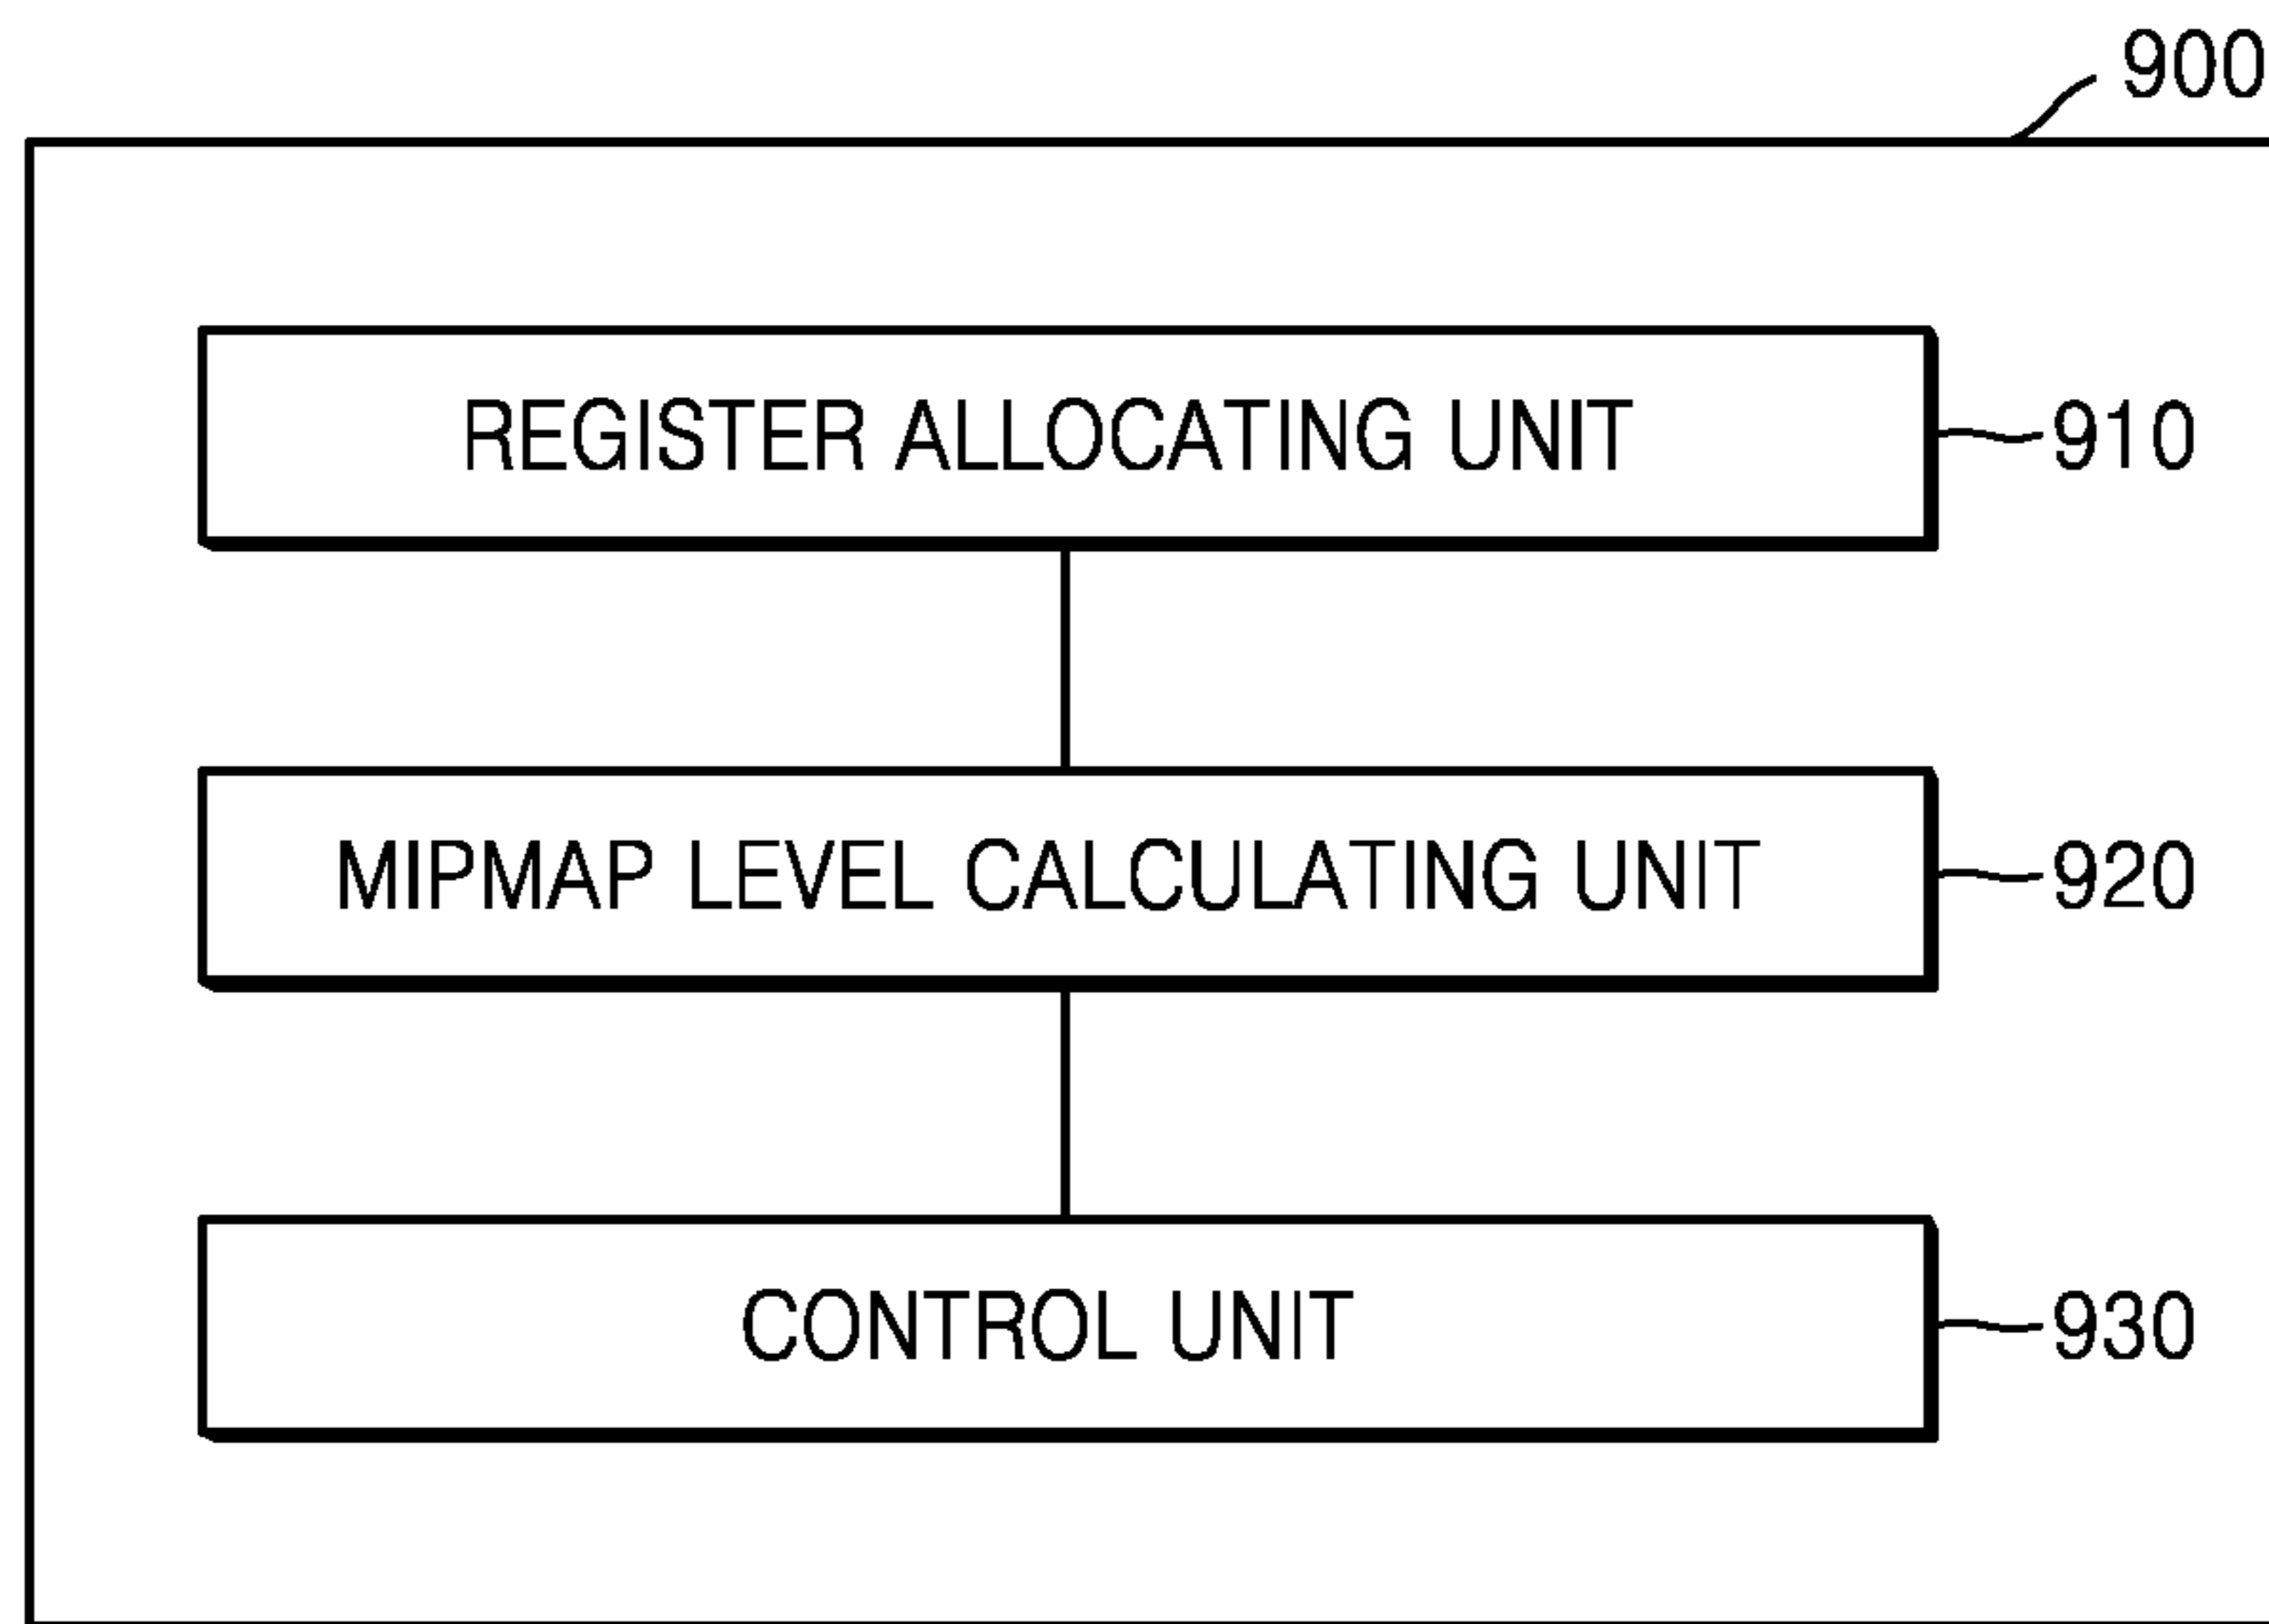 900
REGISTER ALLOCATING UNIT
910
MIPMAP LEVEL CALCULATING UNIT
920
CONTROL UNIT
930